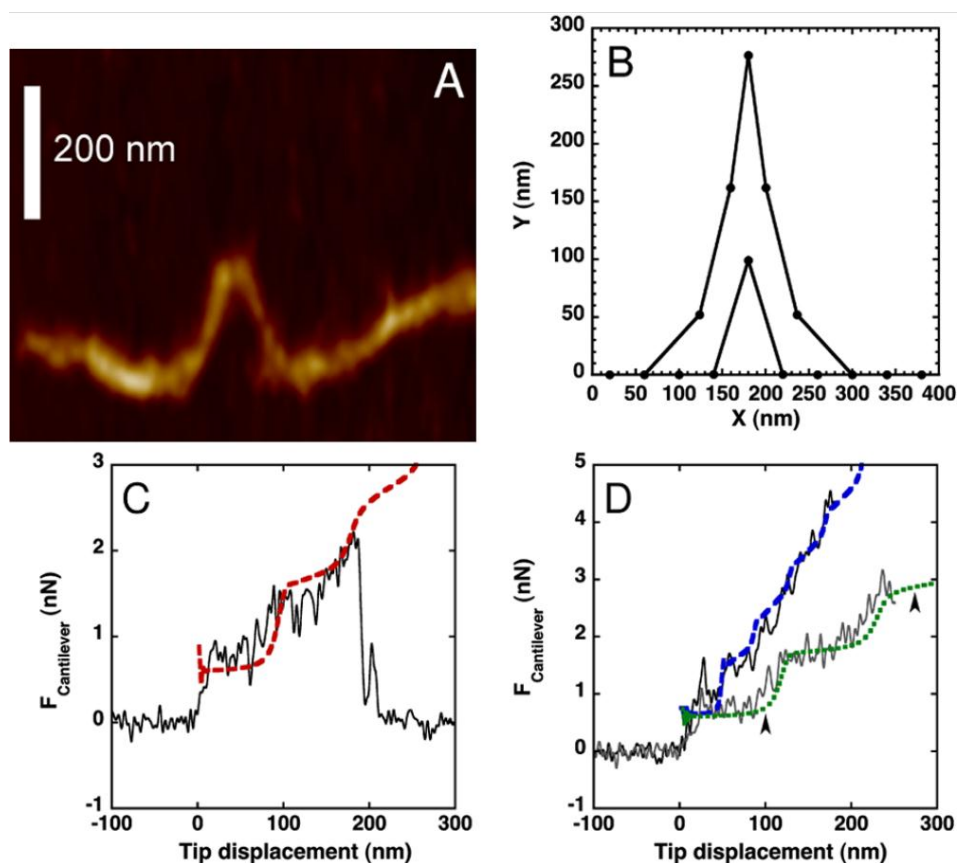 A
200 nm
B
300
250
200
150
100
50
0
Y (nm)
0 50 100 150 200 250 300 350 400
X (nm)
C
3
2
1
0
-1
F Cantilever (nN)
-100 0 100 200 300
Tip displacement (nm)
D
5
4
3
2
1
0
-1
F Cantilever (nN)
-100 0 100 200 300
Tip displacement (nm)